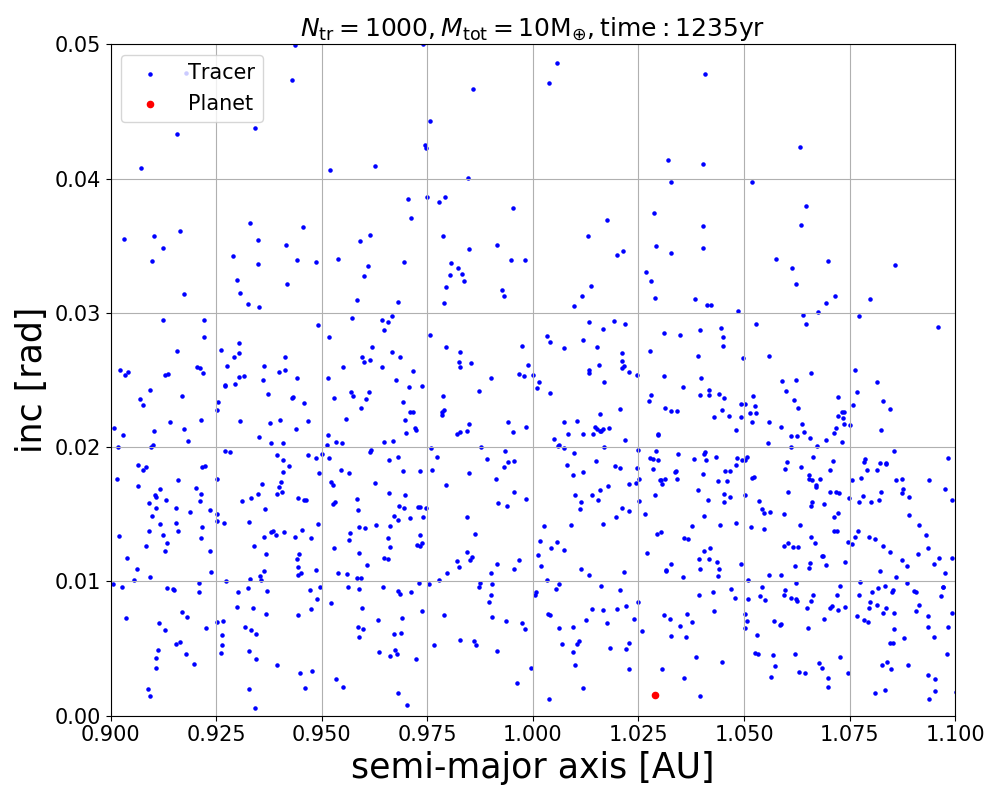 N_tr = 1000, M_tot = 10M_⊕, time : 1235yr
0.05
Tracer
Planet
0.04
0.03
0.02
0.01
0.00
inc [rad]
0.900 0.925 0.950 0.975 1.000 1.025 1.050 1.075 1.100
semi-major axis [AU]